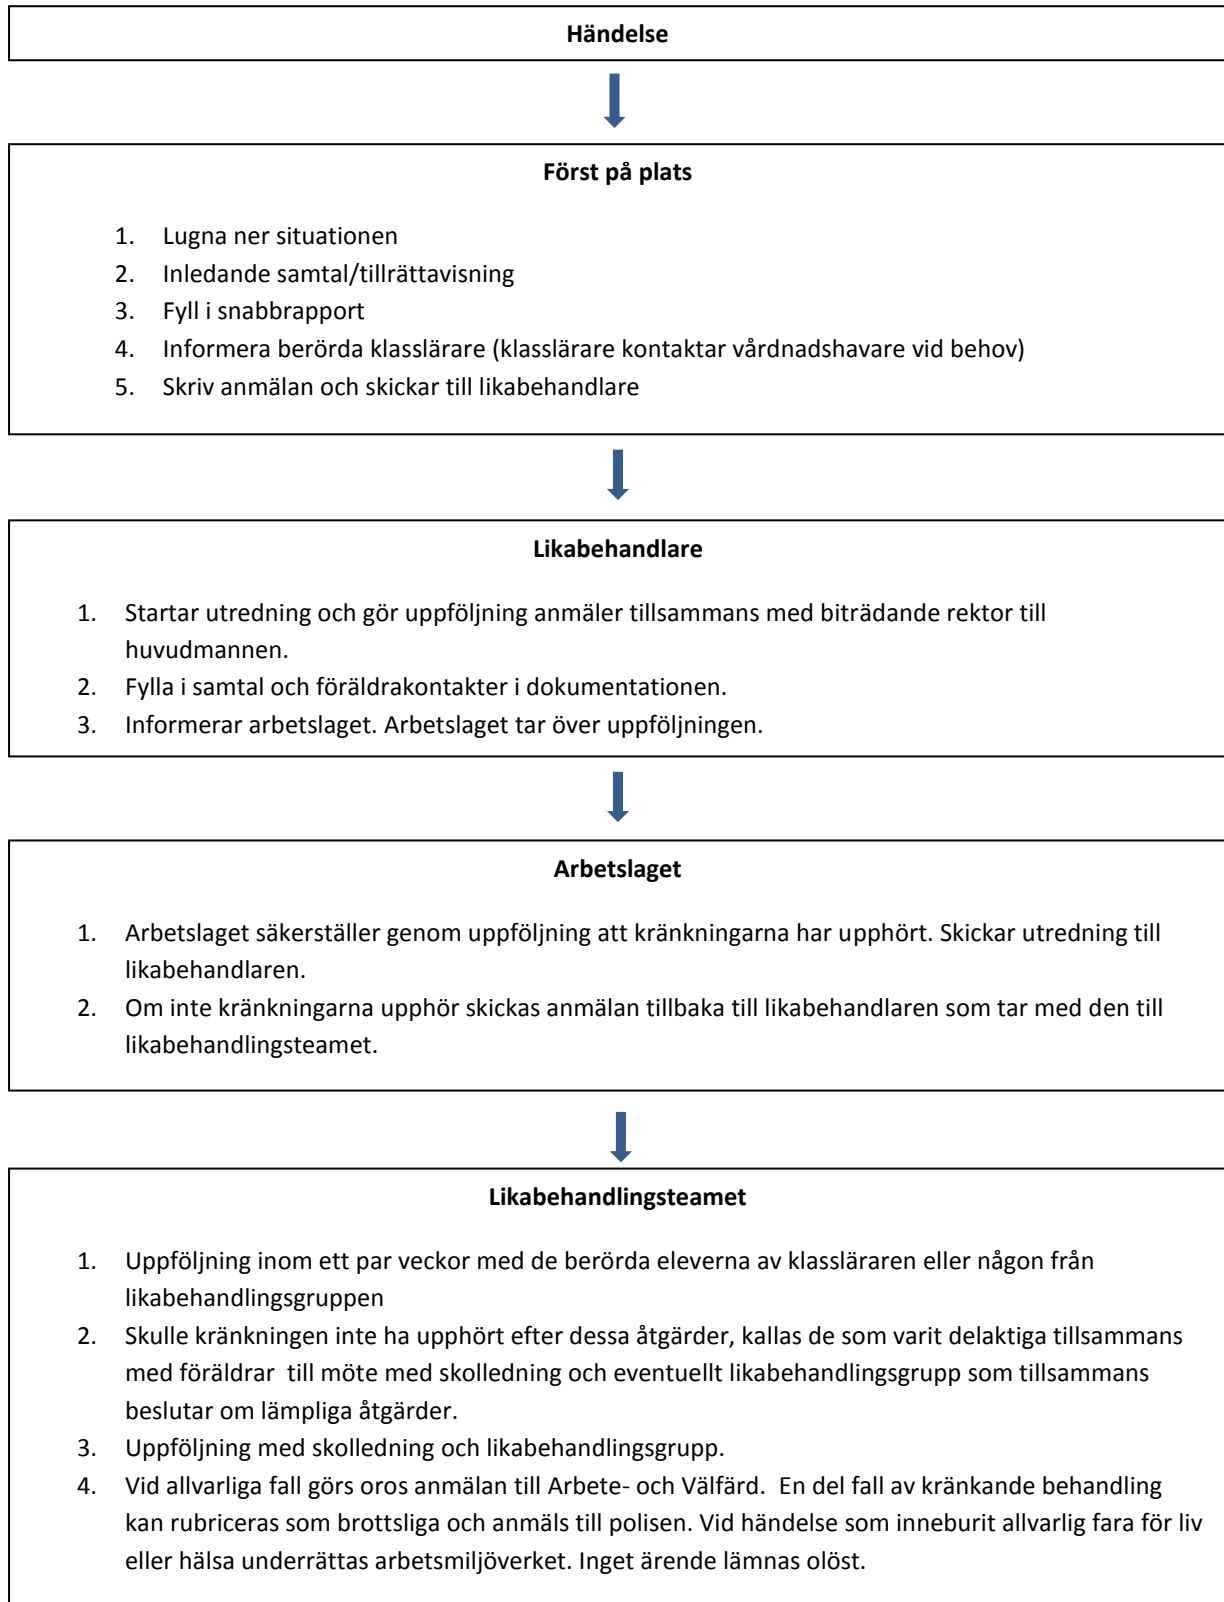 Händelse
Först på plats
1. Lugna ner situationen
2. Inledande samtal/tillrättavisning
3. Fyll i snabbrapport
4. Informera berörda klasslärare (klasslärare kontaktar vårdnadshavare vid behov)
5. Skriv anmälan och skickar till likabehandlare
Likabehandlare
1. Startar utredning och gör uppföljning anmäler tillsammans med biträdande rektor till
huvudmannen.
2. Fylla i samtal och föräldrakontakter i dokumentationen.
3. Informerar arbetslaget. Arbetslaget tar över uppföljningen.
Arbetslaget
1. Arbetslaget säkerställer genom uppföljning att kränkningarna har upphört. Skickar utredning till
likabehandlaren.
2. Om inte kränkningarna upphör skickas anmälan tillbaka till likabehandlaren som tar med den till
likabehandlingsteamet.
Likabehandlingsteamet
1. Uppföljning inom ett par veckor med de berörda eleverna av klassläraren eller någon från
likabehandlingsgruppen
2. Skulle kränkningen inte ha upphört efter dessa åtgärder, kallas de som varit delaktiga tillsammans
med föräldrar  till möte med skolledning och eventuellt likabehandlingsgrupp som tillsammans
beslutar om lämpliga åtgärder.
3. Uppföljning med skolledning och likabehandlingsgrupp.
4. Vid allvarliga fall görs oros anmälan till Arbete- och Välfärd.  En del fall av kränkande behandling
kan rubriceras som brottsliga och anmäls till polisen. Vid händelse som inneburit allvarlig fara för liv
eller hälsa underrättas arbetsmiljöverket. Inget ärende lämnas olöst.